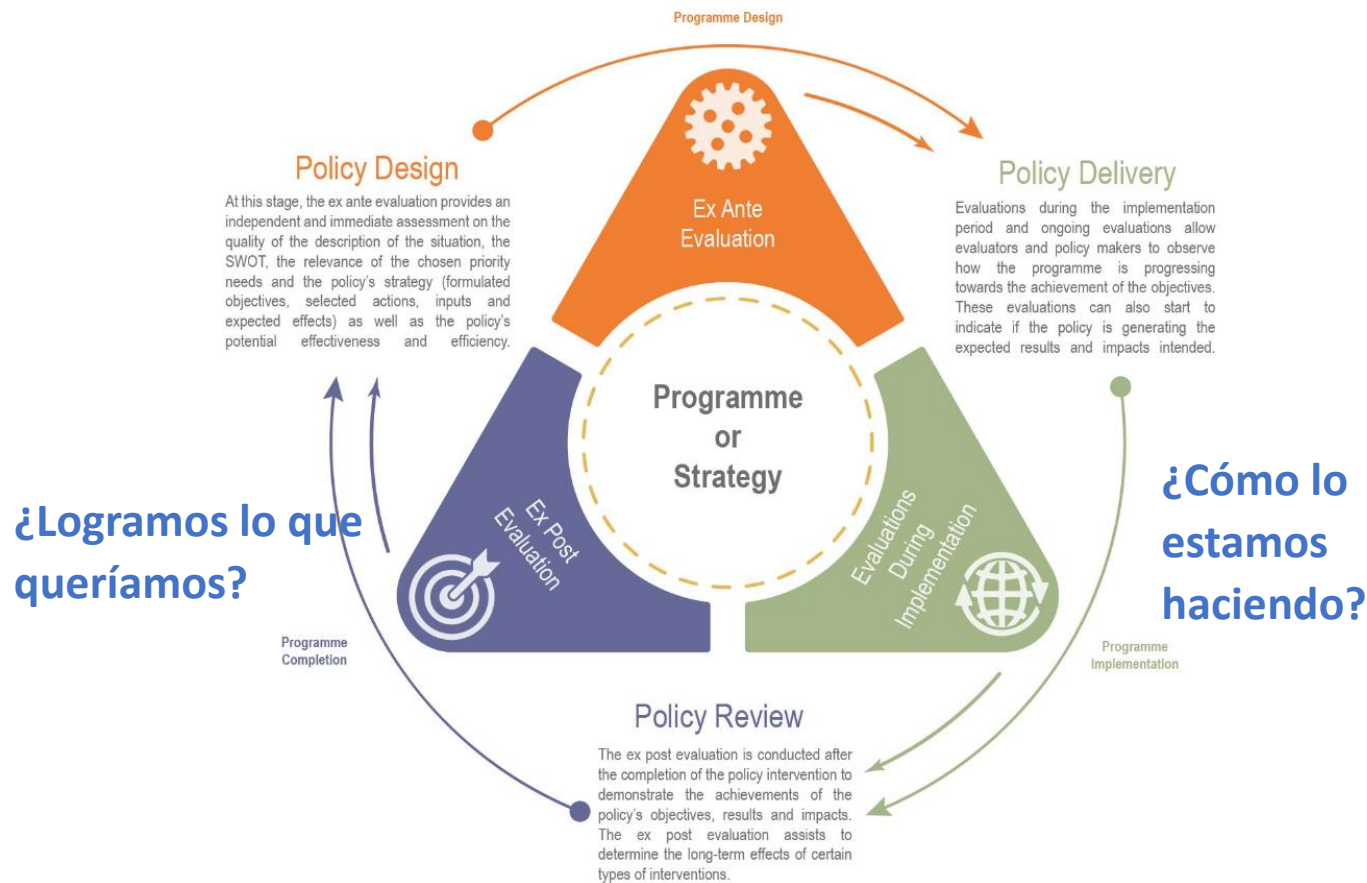 Programme Design
Policy Design
At this stage, the ex ante evaluation provides an
independent and immediate assessment on the
quality of the description of the situation, the
SWOT, the relevance of the chosen priority
needs and the policy's strategy (formulated
objectives, selected actions, inputs and
expected effects) as well as the policy's
potential effectiveness and efficiency.
Ex Ante
Evaluation
Policy Delivery
Evaluations during the implementation
period and ongoing evaluations allow
evaluators and policy makers to observe
how the programme is progressing
towards the achievement of the objectives.
These evaluations can also start to
indicate if the policy is generating the
expected results and impacts intended.
Programme
or
Strategy
¿Logramos lo que
queríamos?
Ex Post
Evaluation
Evaluations
During
Implementation
¿Cómo lo
estamos
haciendo?
Programme
Completion
Programme
Implementation
Policy Review
The ex post evaluation is conducted after
the completion of the policy intervention to
demonstrate the achievements of the
policy's objectives, results and impacts.
The ex post evaluation assists to
determine the long-term effects of certain
types of interventions.